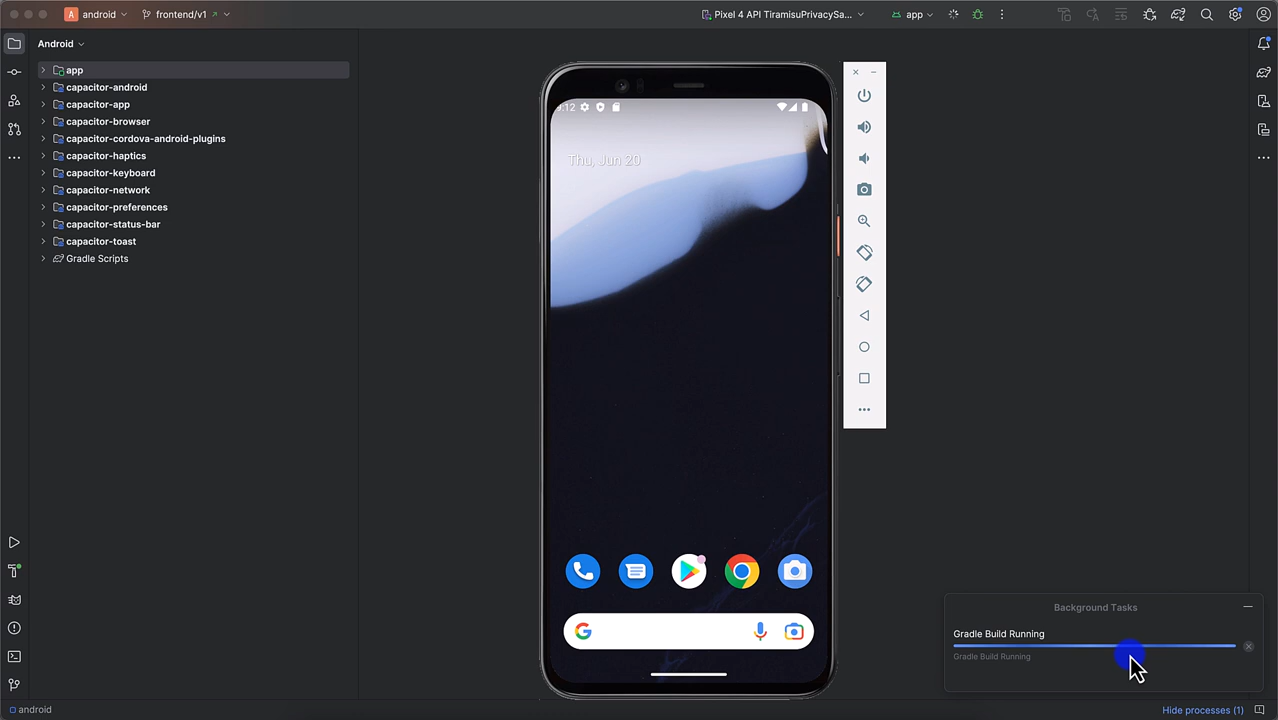 A android
frontend/v1
Pixel 4 API TiramisuPrivacySa...
app
Android
app
capacitor-android
capacitor-app
capacitor-browser
capacitor-cordova-android-plugins
capacitor-haptics
capacitor-keyboard
capacitor-network
capacitor-preferences
capacitor-status-bar
capacitor-toast
Gradle Scripts
:12
Thu, Jun 20
G
Background Tasks
Gradle Build Running
Gradle Build Running
android
Hide processes (1)